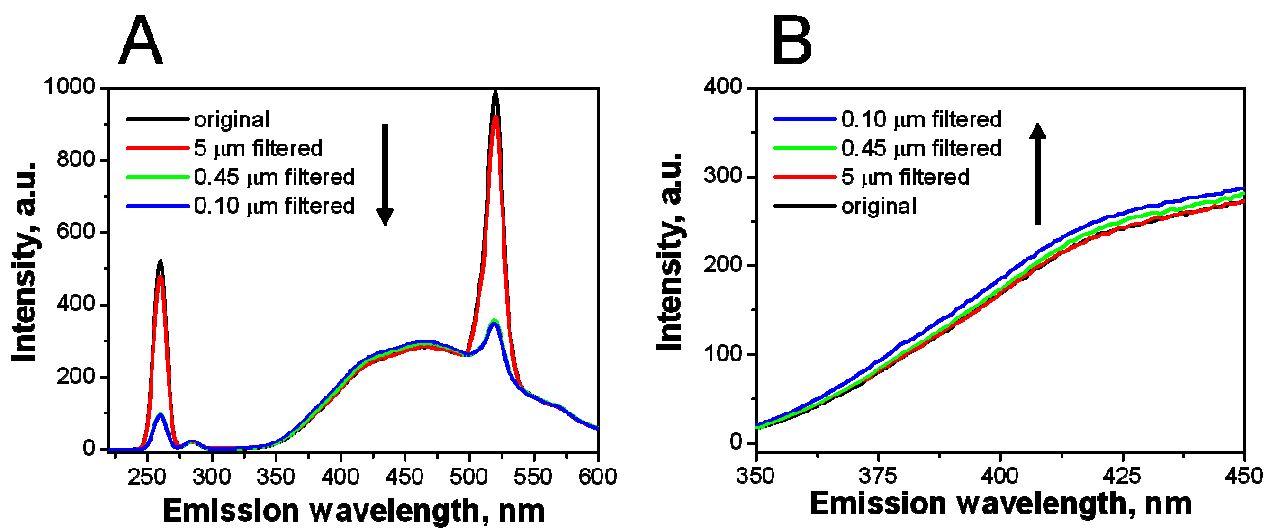 A
1000
800
600
400
200
0
Intensity, a.u.
original
5 μm filtered
0.45 μm filtered
0.10 μm filtered
250 300 350 400 450 500 550 600
Emission wavelength, nm
B
400
300
200
100
0
Intensity, a.u.
0.10 μm filtered
0.45 μm filtered
5 μm filtered
original
350 375 400 425 450
Emission wavelength, nm